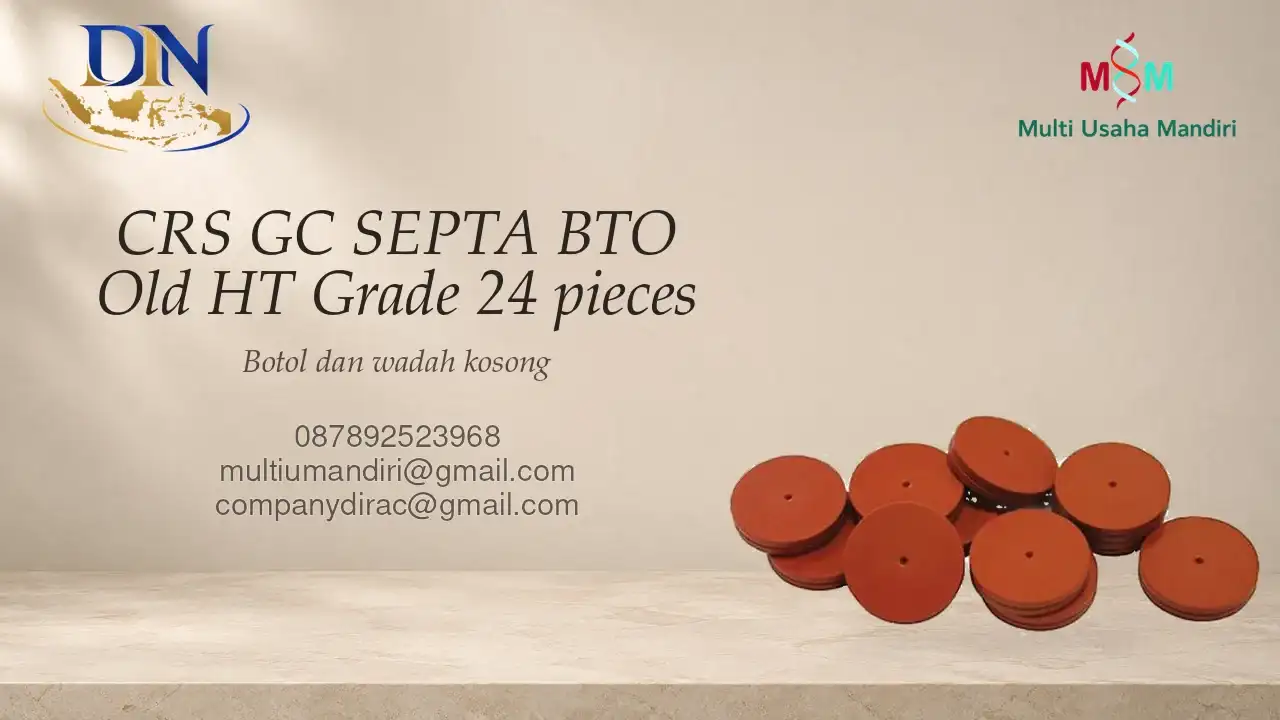 DN
MSM
Multi Usaha Mandiri
CRS GC SEPTA BTO
Old HT Grade 24 pieces
Botol dan wadah kosong
087892523968
multiumandiri@gmail.com
companydirac@gmail.com